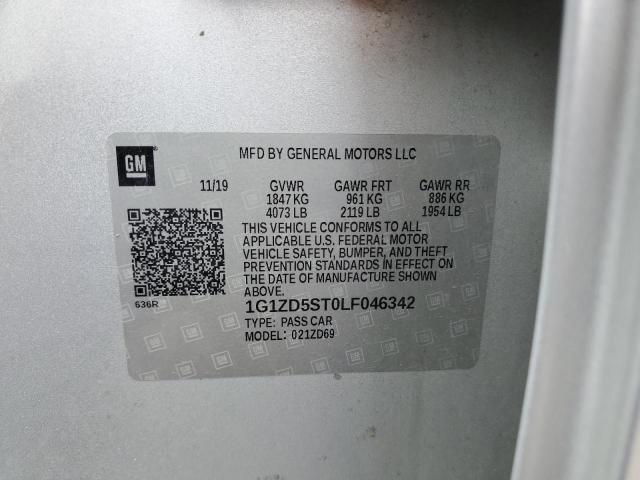 GM
MFD BY GENERAL MOTORS LLC
11/19 GVWR GAWR FRT GAWR RR
1847 KG 961 KG 886 KG
4073 LB 2119 LB 1954 LB
THIS VEHICLE CONFORMS TO ALL
APPLICABLE U.S. FEDERAL MOTOR
VEHICLE SAFETY, BUMPER, AND THEFT
PREVENTION STANDARDS IN EFFECT ON
THE DATE OF MANUFACTURE SHOWN
ABOVE.
636R
1G1ZD5ST0LF046342
TYPE: PASS CAR
MODEL: 021ZD69